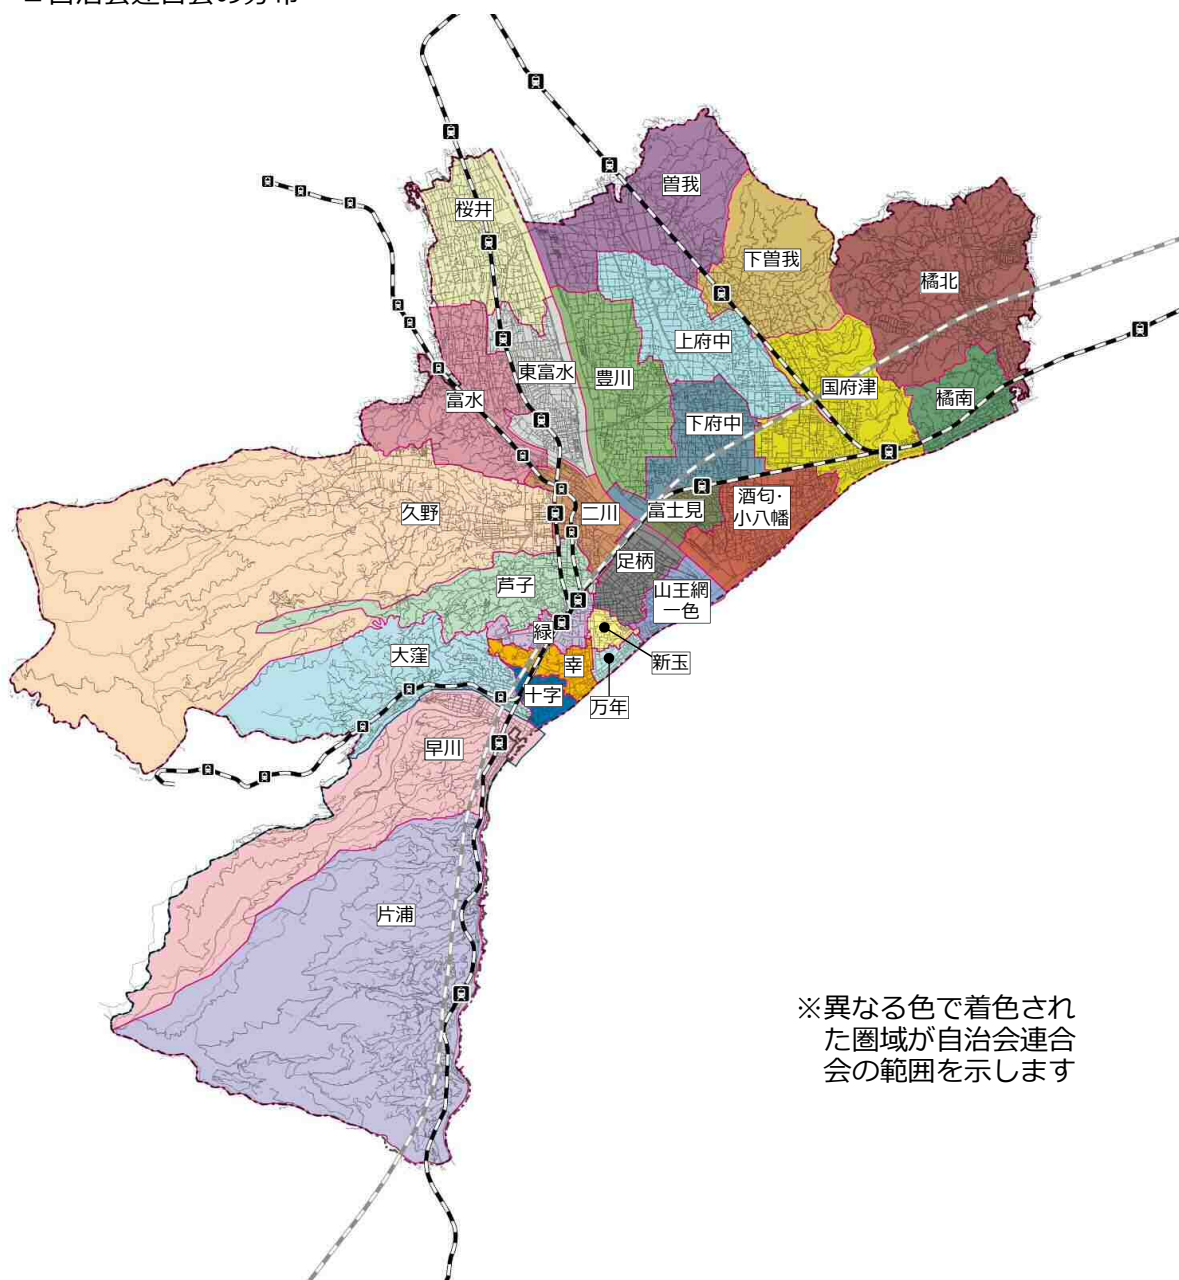 曽我
桜井
下曽我
橘北
上府中
東富水
豊川
国府津
橘南
富水
下府中
酒匂・
小八幡
久野
二川
富士見
足柄
芦子
山王網
一色
緑
大窪
幸
新玉
十字
万年
早川
片浦
※異なる色で着色され
た圏域が自治会連合
会の範囲を示します